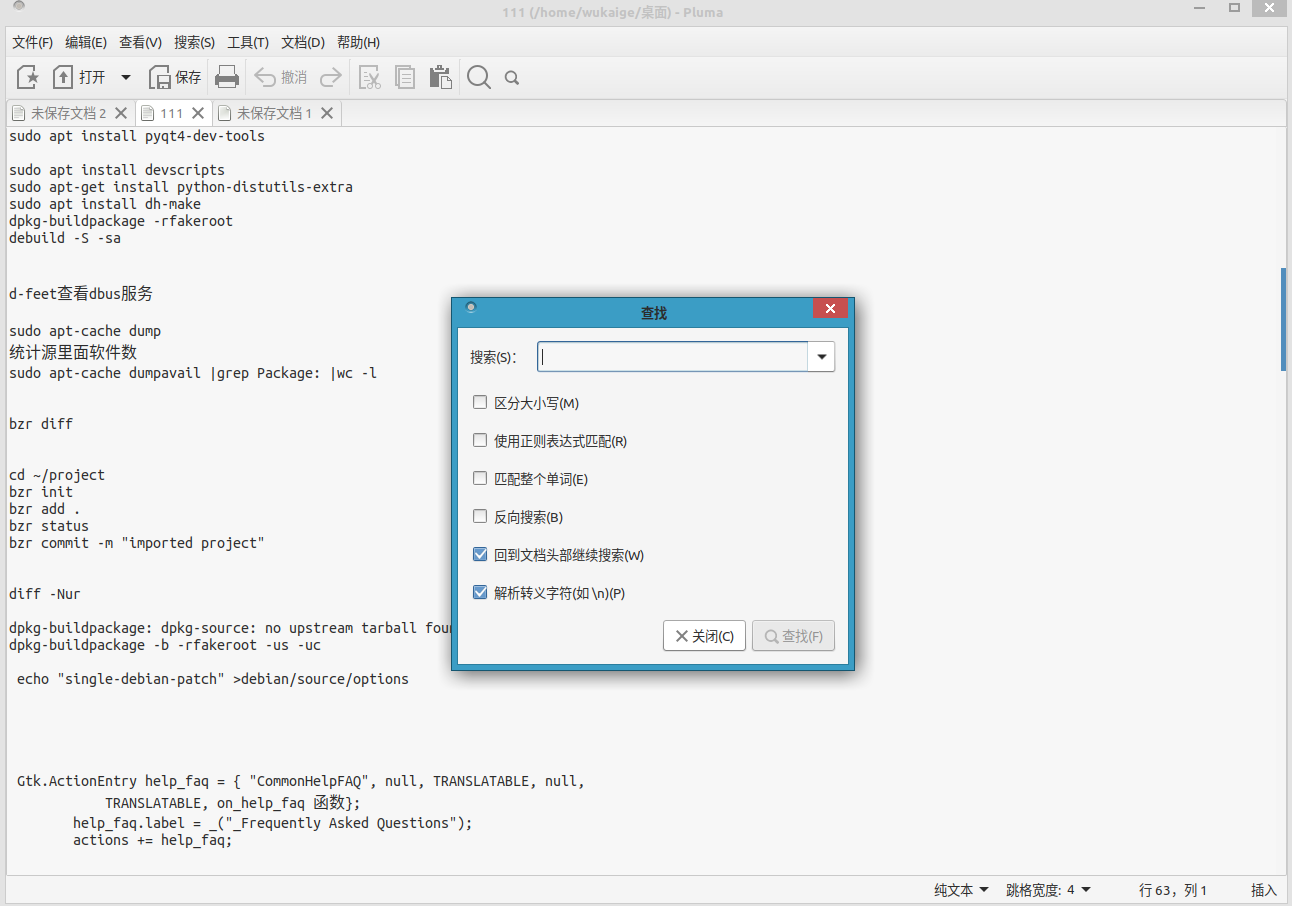 111 (/home/wukaige/桌面) - Pluma
文件(F) 编辑(E) 查看(V) 搜索(S) 工具(T) 文档(D) 帮助(H)
打开 保存 撤消
未保存文档 2 111 未保存文档 1
sudo apt install pyqt4-dev-tools
sudo apt install devscripts
sudo apt-get install python-distutils-extra
sudo apt install dh-make
dpkg-buildpackage -rfakeroot
debuild -S -sa
d-feet查看dbus服务
sudo apt-cache dump
统计源里面软件数
sudo apt-cache dumpavail |grep Package: |wc -l
bzr diff
cd ~/project
bzr init
bzr add .
bzr status
bzr commit -m "imported project"
diff -Nur
dpkg-buildpackage: dpkg-source: no upstream tarball
dpkg-buildpackage -b -rfakeroot -us -uc
echo "single-debian-patch" >debian/source/options
Gtk.ActionEntry help_faq = { "CommonHelpFAQ", null, TRANSLATABLE, null,
TRANSLATABLE, on_help_faq 函数};
help_faq.label = _("_Frequently Asked Questions");
actions += help_faq;
查找
搜索(S):
区分大小写(M)
使用正则表达式匹配(R)
匹配整个单词(E)
反向搜索(B)
回到文档头部继续搜索(W)
解析转义字符(如 \n)(P)
关闭(C) 查找(F)
纯文本 跳格宽度: 4 行 63，列 1 插入